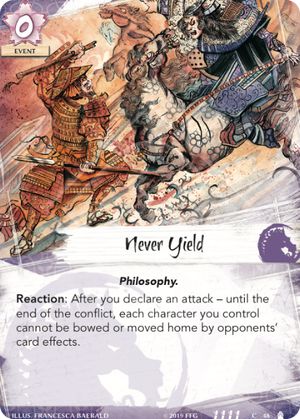 0
EVENT
Never Yield
Philosophy.
Reaction: After you declare an attack – until
the end of the conflict, each character you
control cannot be bowed or moved home by opponents'
card effects.
ILLUS. FRANCESCA BAERALD © 2019 FFG C